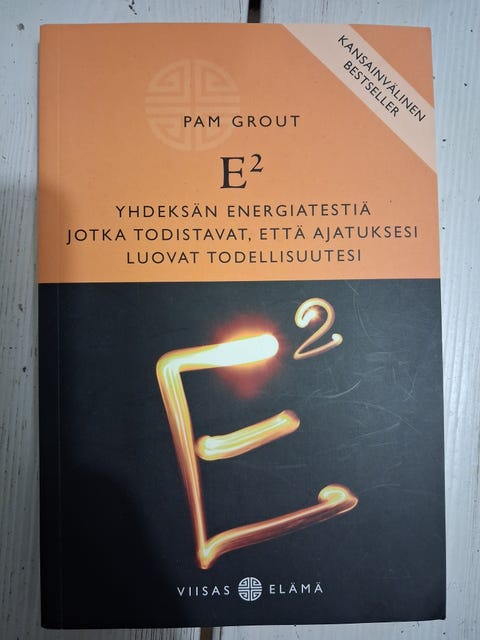 KANSAINVÄLINEN
BESTSELLER
PAM GROUT
E²
YHDEKSÄN ENERGIATESTIÄ
JOTKA TODISTAVAT, ETTÄ AJATUKSESI
LUOVAT TODELLISUUTESI
E²
VIISAS ELÄMÄ